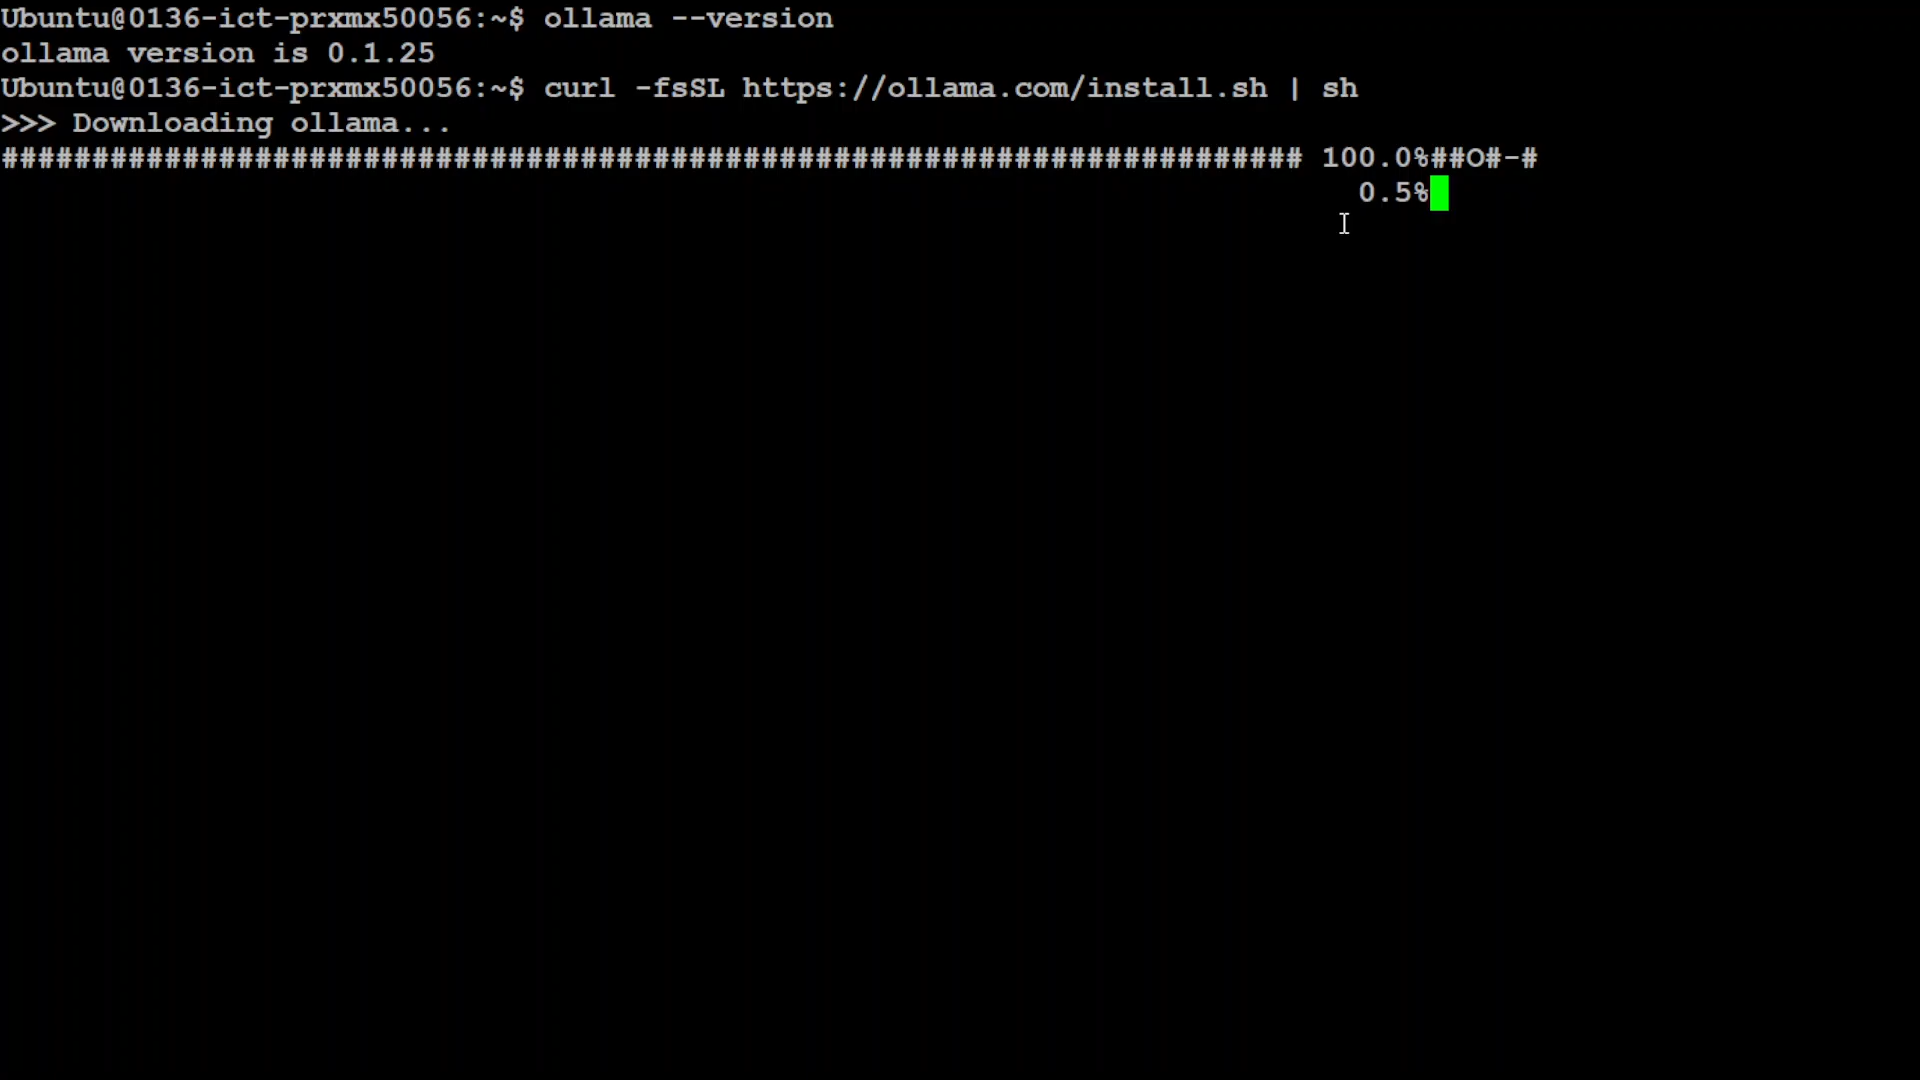 Ubuntu@0136-ict-prxmx50056:~$ ollama --version
ollama version is 0.1.25
Ubuntu@0136-ict-prxmx50056:~$ curl -fsSL https://ollama.com/install.sh | sh
>>> Downloading ollama...
######################################################################## 100.0%##O#-#
0.5%